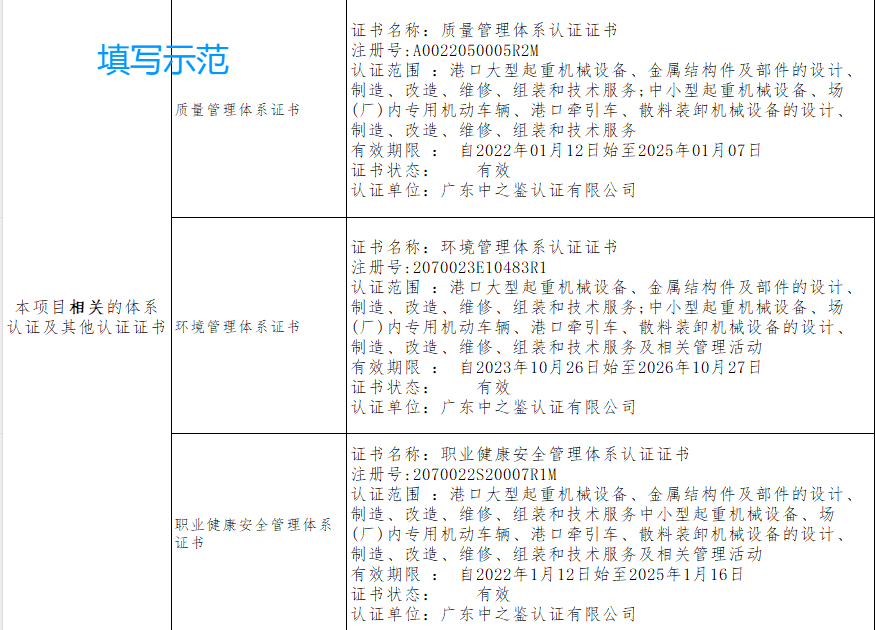 填写示范
本项目相关的体系
认证及其他认证证书
质量管理体系证书
证书名称：质量管理体系认证证书
注册号:A0022050005R2M
认证范围 ：港口大型起重机械设备、金属结构件及部件的设计、
制造、改造、维修、组装和技术服务;中小型起重机械设备、场
(厂)内专用机动车辆、港口牵引车、散料装卸机械设备的设计、
制造、改造、维修、组装和技术服务
有效期限 ： 自2022年01月12日始至2025年01月07日
证书状态： 有效
认证单位：广东中之鉴认证有限公司
环境管理体系证书
证书名称：环境管理体系认证证书
注册号:2070023E10483R1
认证范围 ：港口大型起重机械设备、金属结构件及部件的设计、
制造、改造、维修、组装和技术服务;中小型起重机械设备、场
(厂)内专用机动车辆、港口牵引车、散料装卸机械设备的设计、
制造、改造、维修、组装和技术服务及相关管理活动
有效期限 ： 自2023年10月26日始至2026年10月27日
证书状态： 有效
认证单位：广东中之鉴认证有限公司
职业健康安全管理体系
证书
证书名称：职业健康安全管理体系认证证书
注册号:2070022S20007R1M
认证范围 ：港口大型起重机械设备、金属结构件及部件的设计、
制造、改造、维修、组装和技术服务中小型起重机械设备、场
(厂)内专用机动车辆、港口牵引车、散料装卸机械设备的设计、
制造、改造、维修、组装和技术服务及相关管理活动
有效期限 ： 自2022年1月12日始至2025年1月16日
证书状态： 有效
认证单位：广东中之鉴认证有限公司